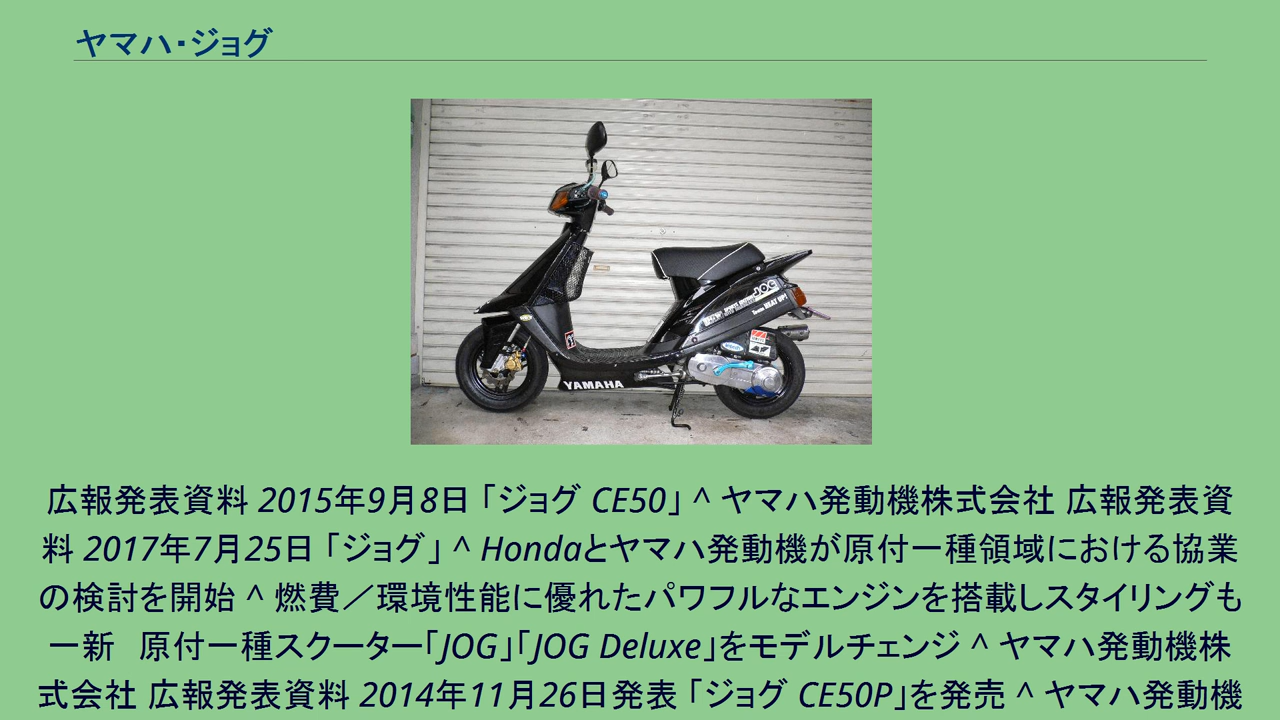 ヤマハ・ジョグ
JOG
Team HEAT UP!
YAMAHA
広報発表資料 2015年9月8日「ジョグ CE50」 ^ ヤマハ発動機株式会社 広報発表資
料 2017年7月25日「ジョグ」 ^ Hondaとヤマハ発動機が原付一種領域における協業
の検討を開始 ^ 燃費／環境性能に優れたパワフルなエンジンを搭載しスタイリングも
一新　原付一種スクーター「JOG」「JOG Deluxe」をモデルチェンジ ^ ヤマハ発動機株
式会社 広報発表資料 2014年11月26日発表「ジョグ CE50P」を発売 ^ ヤマハ発動機